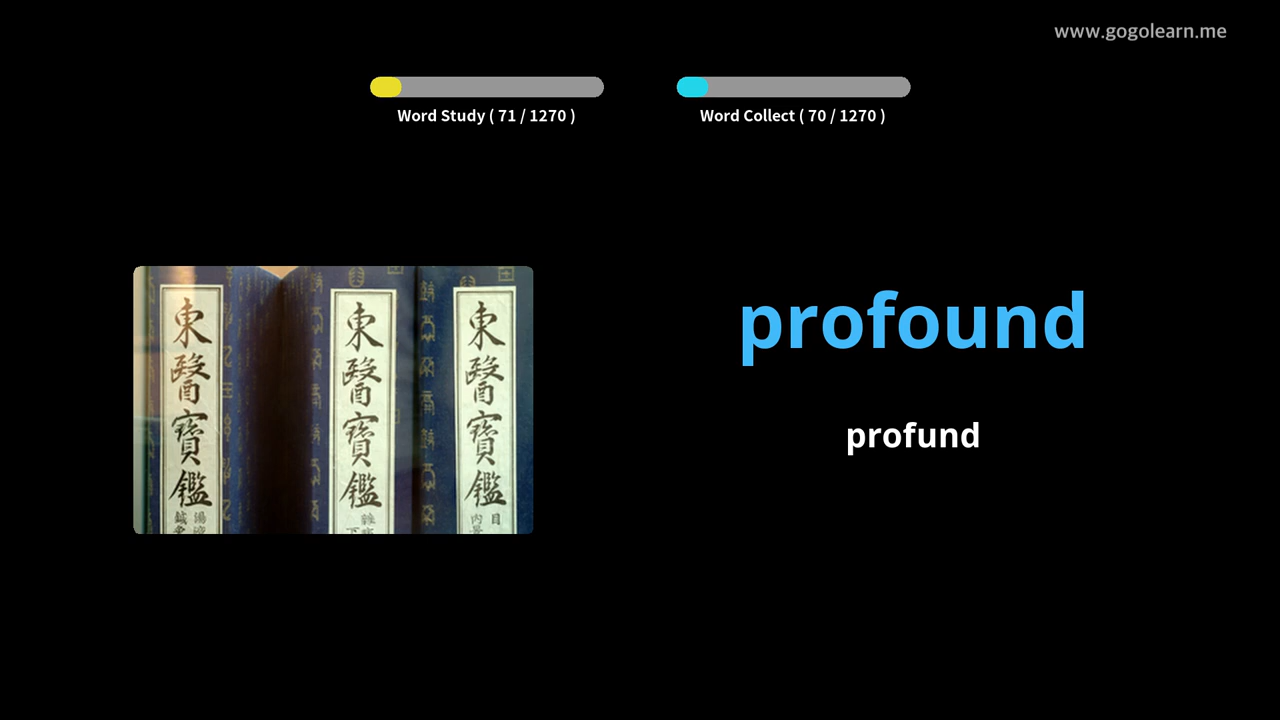 www.gogolearn.me
Word Study ( 71 / 1270 )
Word Collect ( 70 / 1270 )
東醫寶鑑
東醫寶鑑
東醫寶鑑
profound
profund